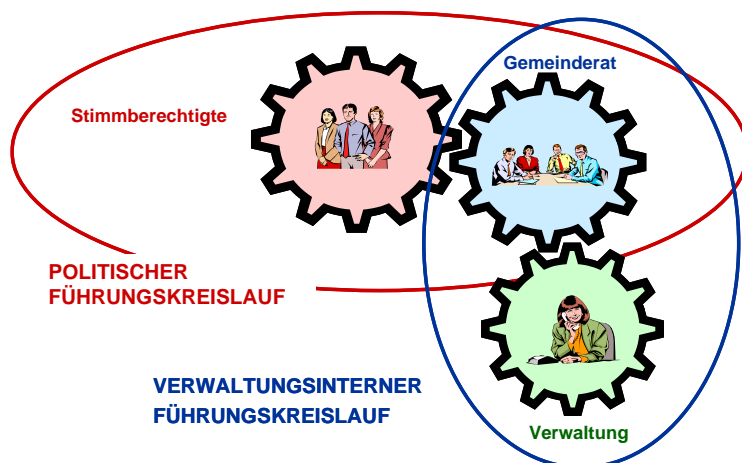 Gemeinderat
Stimmberechtigte
POLITISCHER
FÜHRUNGSKREISLAUF
VERWALTUNGSINTERNER
FÜHRUNGSKREISLAUF
Verwaltung